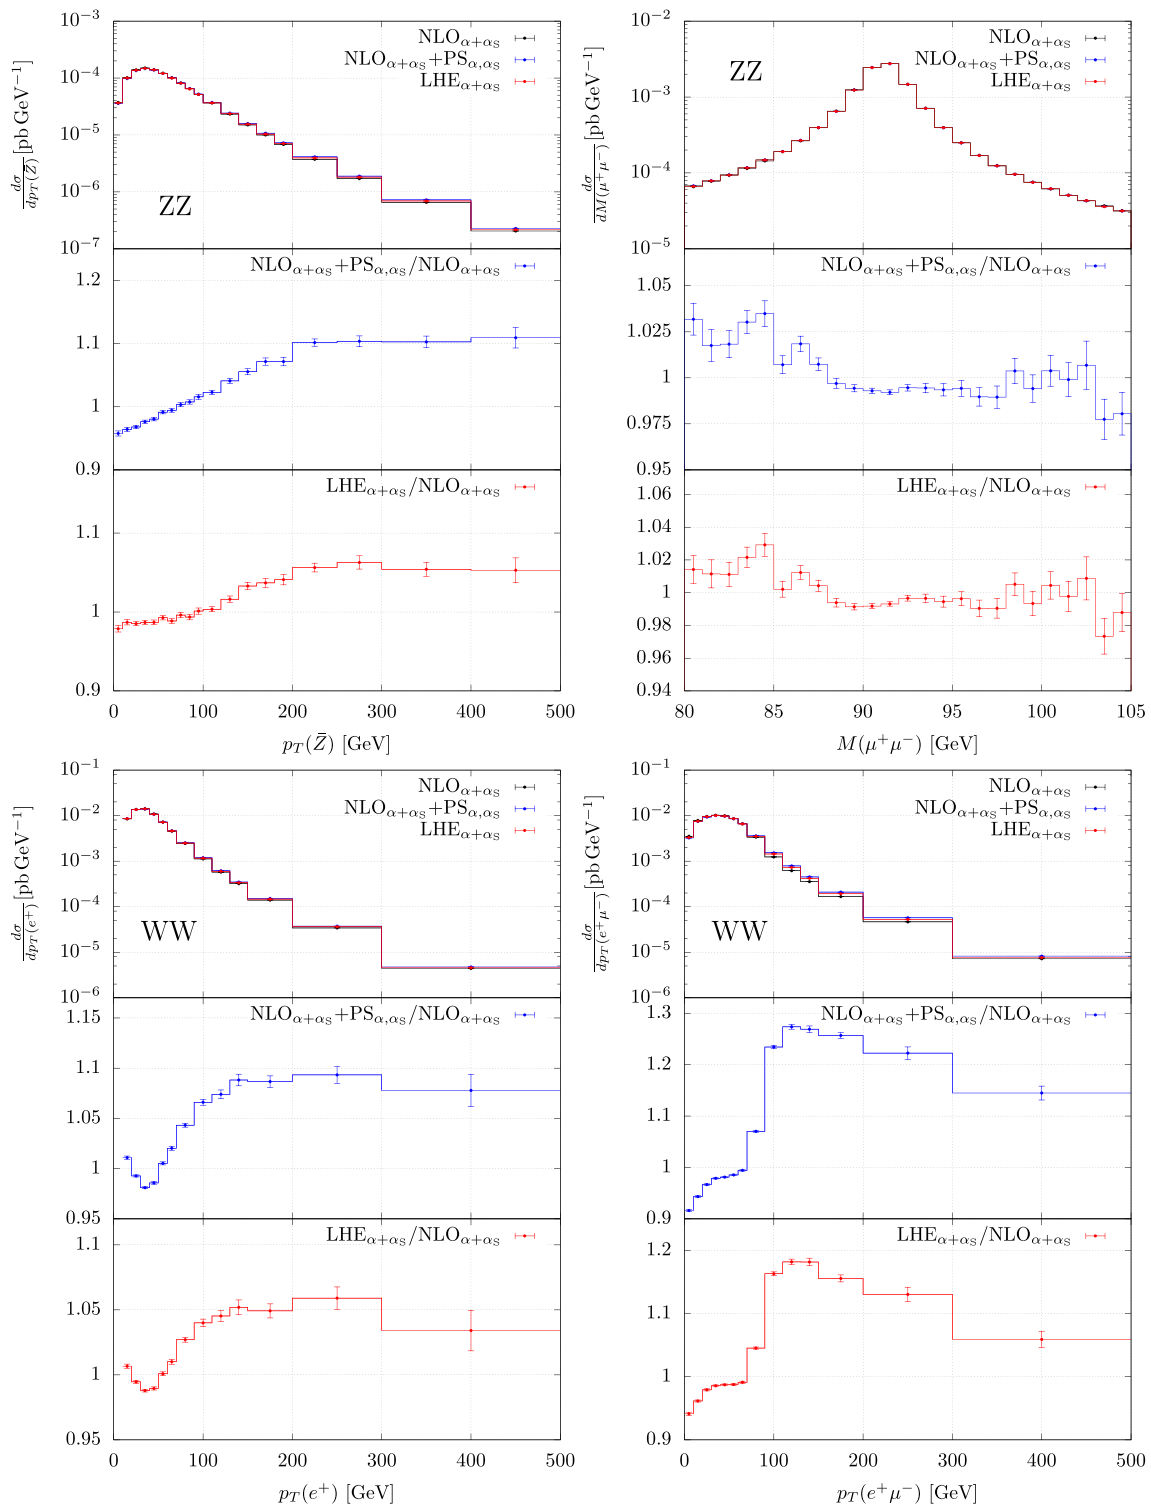 10⁻³
10⁻⁴
10⁻⁵
10⁻⁶
10⁻⁷
dσ/dp_T(Z̄) [pb GeV⁻¹]
NLO_{α+α_S}
NLO_{α+α_S}+PS_{α,α_S}
LHE_{α+α_S}
ZZ
NLO_{α+α_S}+PS_{α,α_S}/NLO_{α+α_S}
1.2
1.1
1
0.9
LHE_{α+α_S}/NLO_{α+α_S}
1.1
1
0.9
0 100 200 300 400 500
p_T(Z̄) [GeV]
10⁻²
10⁻³
10⁻⁴
10⁻⁵
dσ/dM(μ⁺μ⁻) [pb GeV⁻¹]
NLO_{α+α_S}
NLO_{α+α_S}+PS_{α,α_S}
LHE_{α+α_S}
ZZ
NLO_{α+α_S}+PS_{α,α_S}/NLO_{α+α_S}
1.05
1.025
1
0.975
0.95
LHE_{α+α_S}/NLO_{α+α_S}
1.06
1.04
1.02
1
0.98
0.96
0.94
80 85 90 95 100 105
M(μ⁺μ⁻) [GeV]
10⁻¹
10⁻²
10⁻³
10⁻⁴
10⁻⁵
10⁻⁶
dσ/dp_T(e⁺) [pb GeV⁻¹]
NLO_{α+α_S}
NLO_{α+α_S}+PS_{α,α_S}
LHE_{α+α_S}
WW
NLO_{α+α_S}+PS_{α,α_S}/NLO_{α+α_S}
1.15
1.1
1.05
1
0.95
LHE_{α+α_S}/NLO_{α+α_S}
1.1
1.05
1
0.95
0 100 200 300 400 500
p_T(e⁺) [GeV]
10⁻¹
10⁻²
10⁻³
10⁻⁴
10⁻⁵
10⁻⁶
dσ/dp_T(e⁺μ⁻) [pb GeV⁻¹]
NLO_{α+α_S}
NLO_{α+α_S}+PS_{α,α_S}
LHE_{α+α_S}
WW
NLO_{α+α_S}+PS_{α,α_S}/NLO_{α+α_S}
1.3
1.2
1.1
1
0.9
LHE_{α+α_S}/NLO_{α+α_S}
1.2
1.1
1
0.9
0 100 200 300 400 500
p_T(e⁺μ⁻) [GeV]